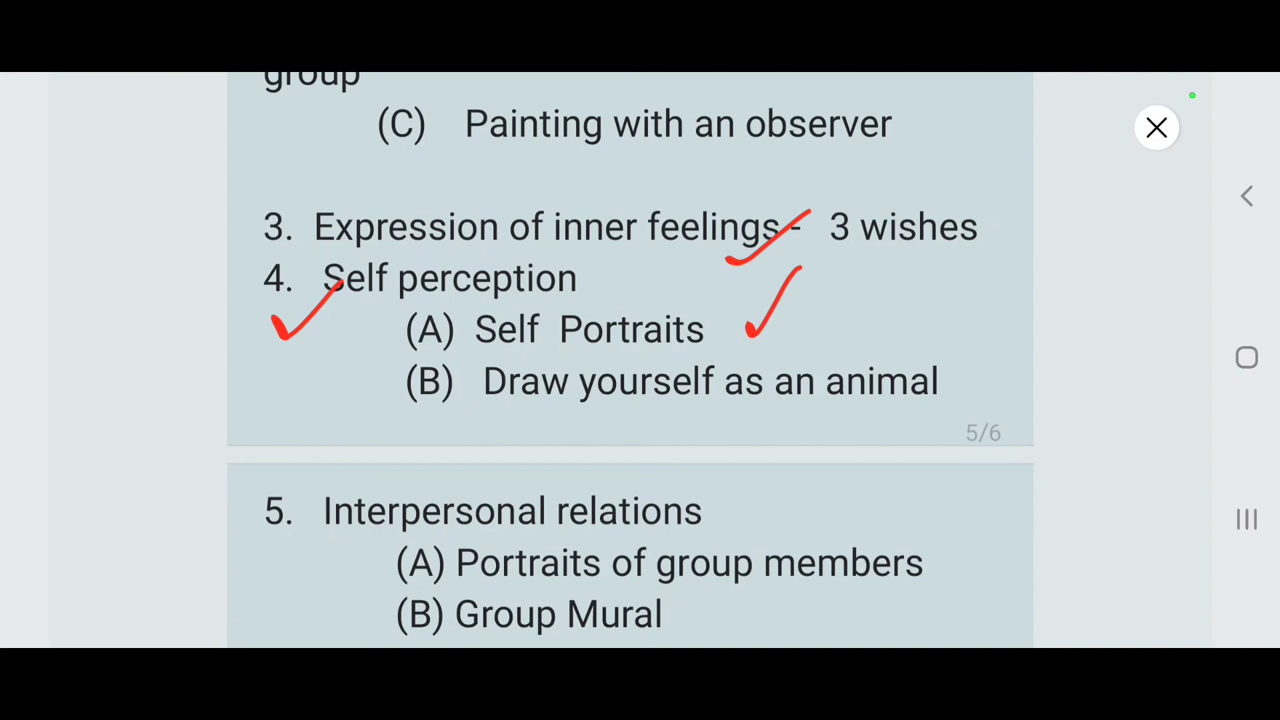 group
(C) Painting with an observer
3. Expression of inner feelings - 3 wishes
4. Self perception
(A) Self Portraits
(B) Draw yourself as an animal
5/6
5. Interpersonal relations
(A) Portraits of group members
(B) Group Mural